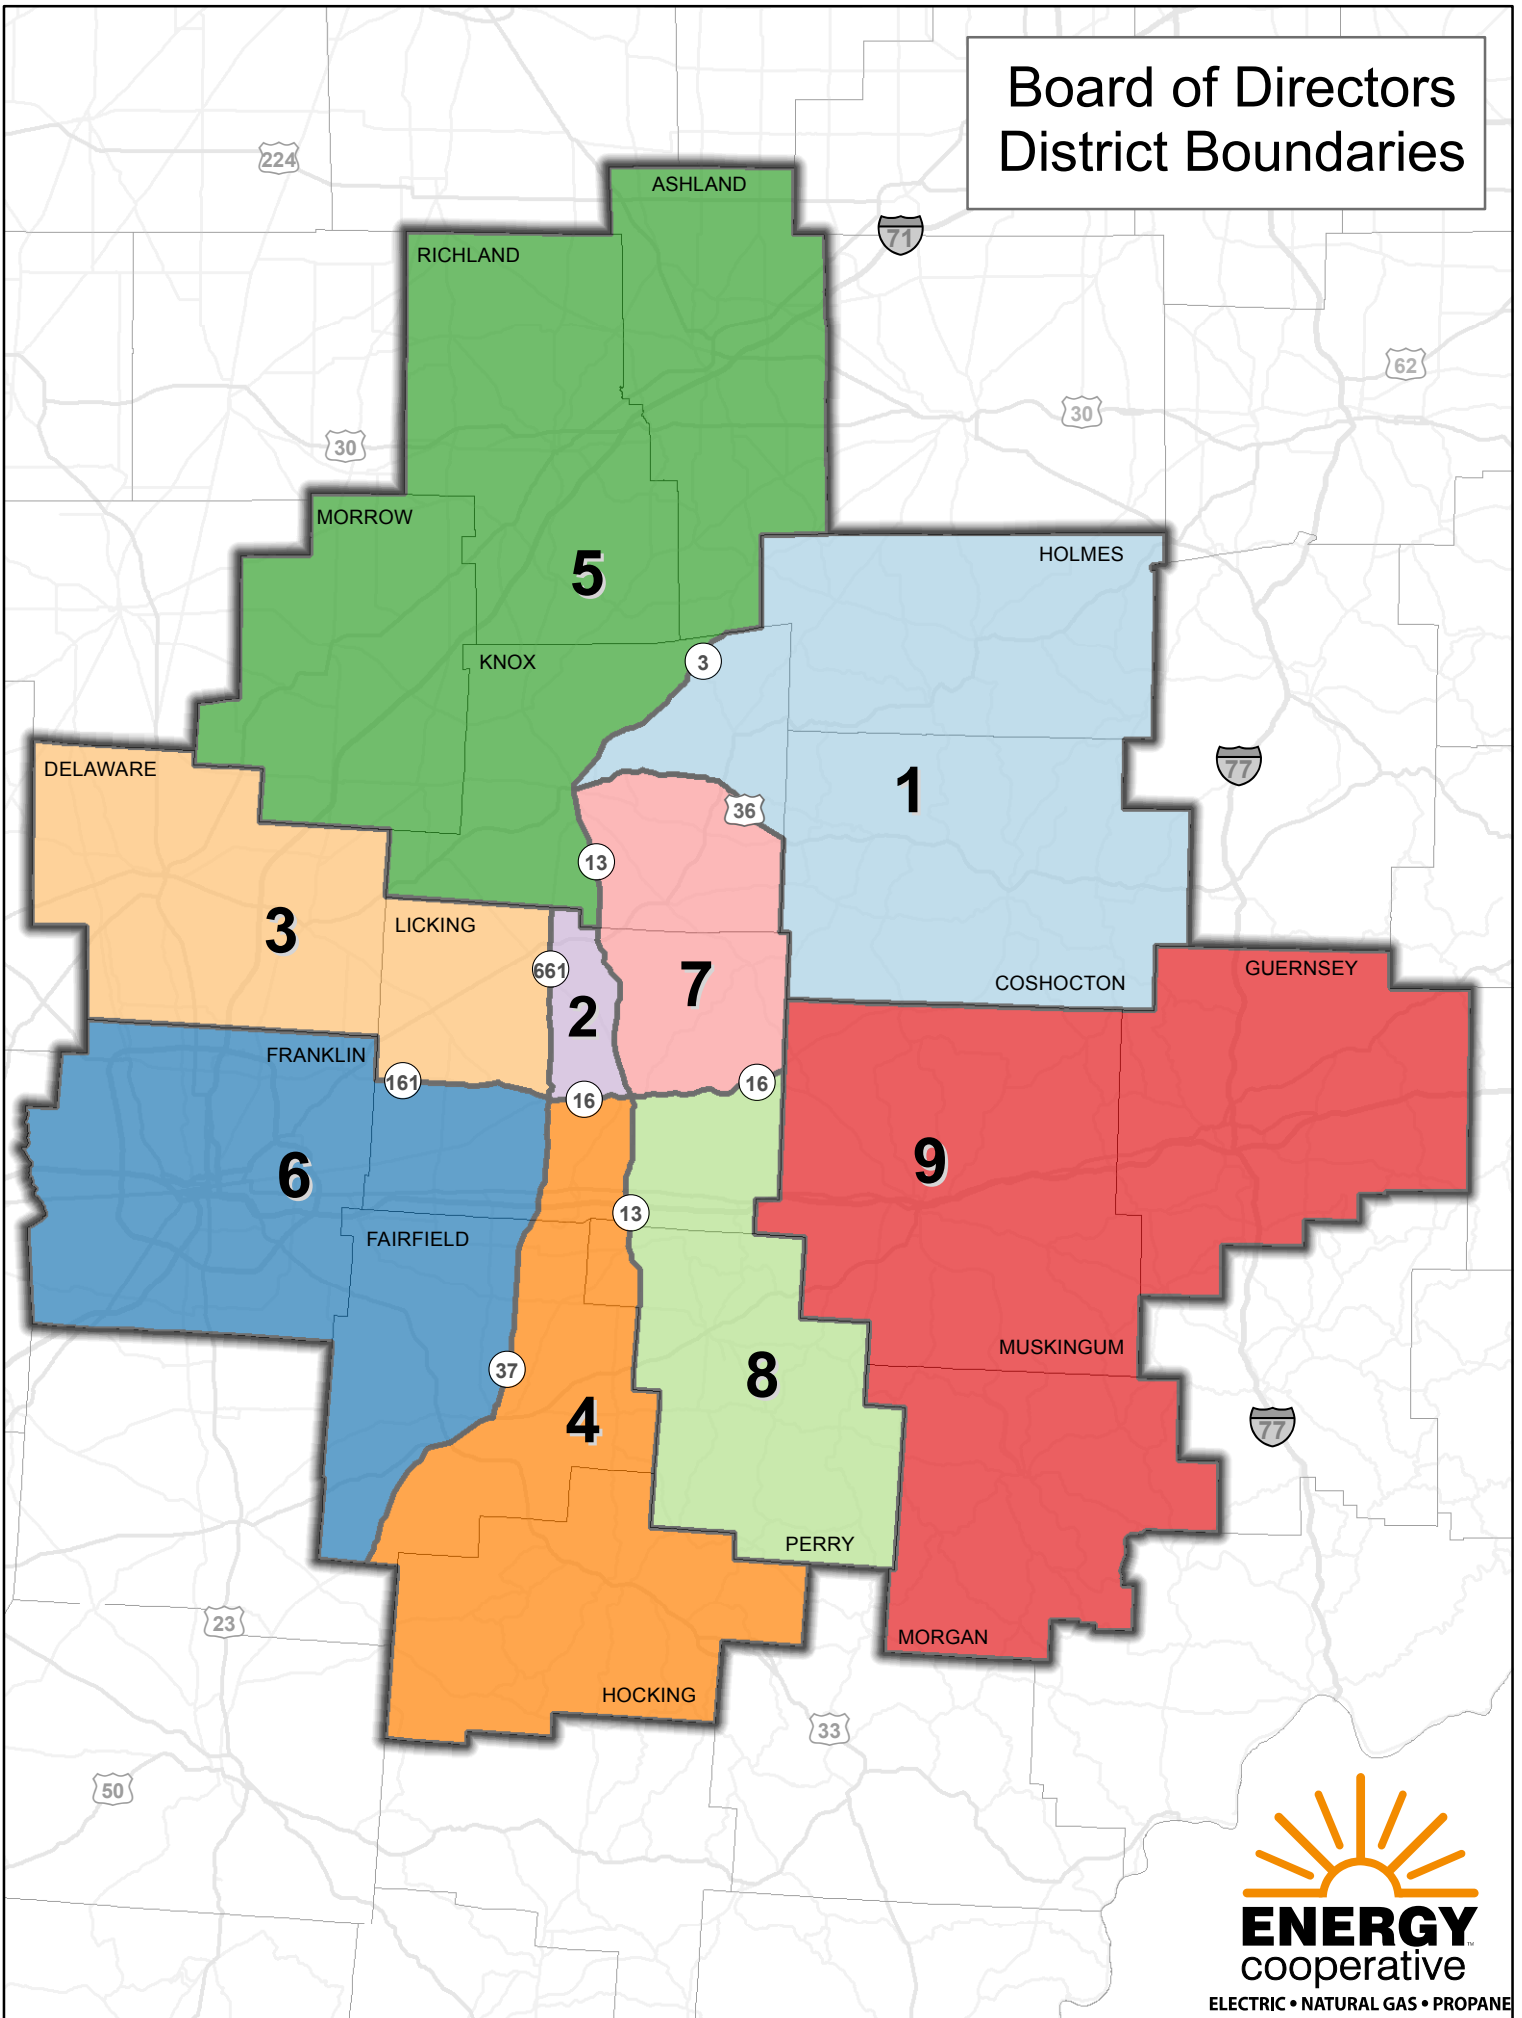 Board of Directors
District Boundaries
224
ASHLAND
71
RICHLAND
62
30
30
MORROW
HOLMES
5
KNOX
3
DELAWARE
77
1
36
13
3
LICKING
661
7
GUERNSEY
COSHOCTON
2
FRANKLIN
161
16
16
9
6
13
FAIRFIELD
MUSKINGUM
37
8
4
77
PERRY
23
MORGAN
HOCKING
33
50
ENERGY™
cooperative
ELECTRIC • NATURAL GAS • PROPANE